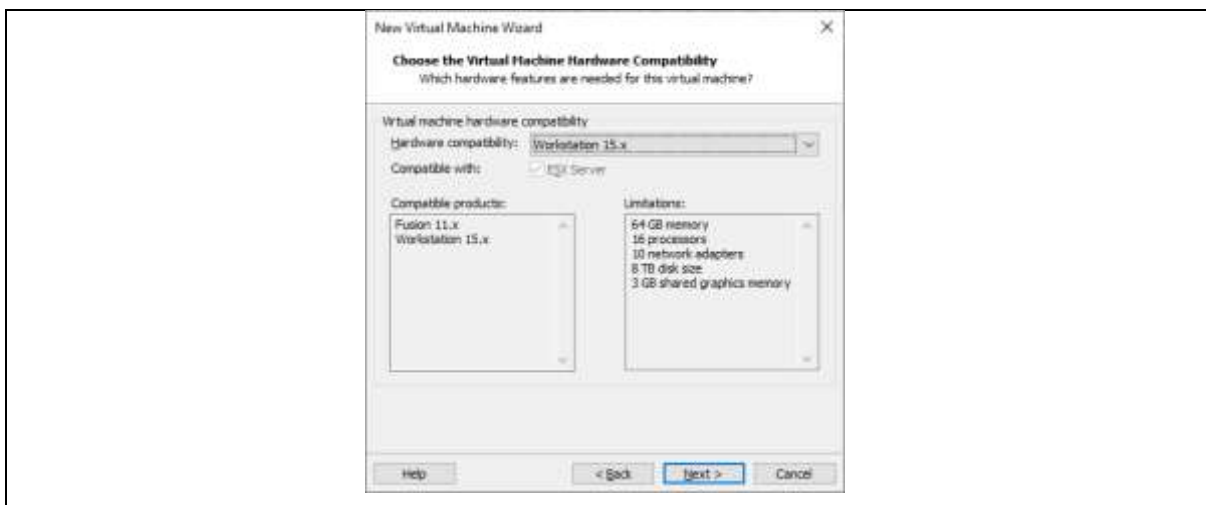 New Virtual Machine Wizard
Choose the Virtual Machine Hardware Compatibility
Which hardware features are needed for this virtual machine?
Virtual machine hardware compatibility
Hardware compatibility: Workstation 15.x
Compatible with: ESX Server
Compatible products:
Fusion 11.x
Workstation 15.x
Limitations:
64 GB memory
16 processors
10 network adapters
8 TB disk size
3 GB shared graphics memory
Help
< Back
Next >
Cancel